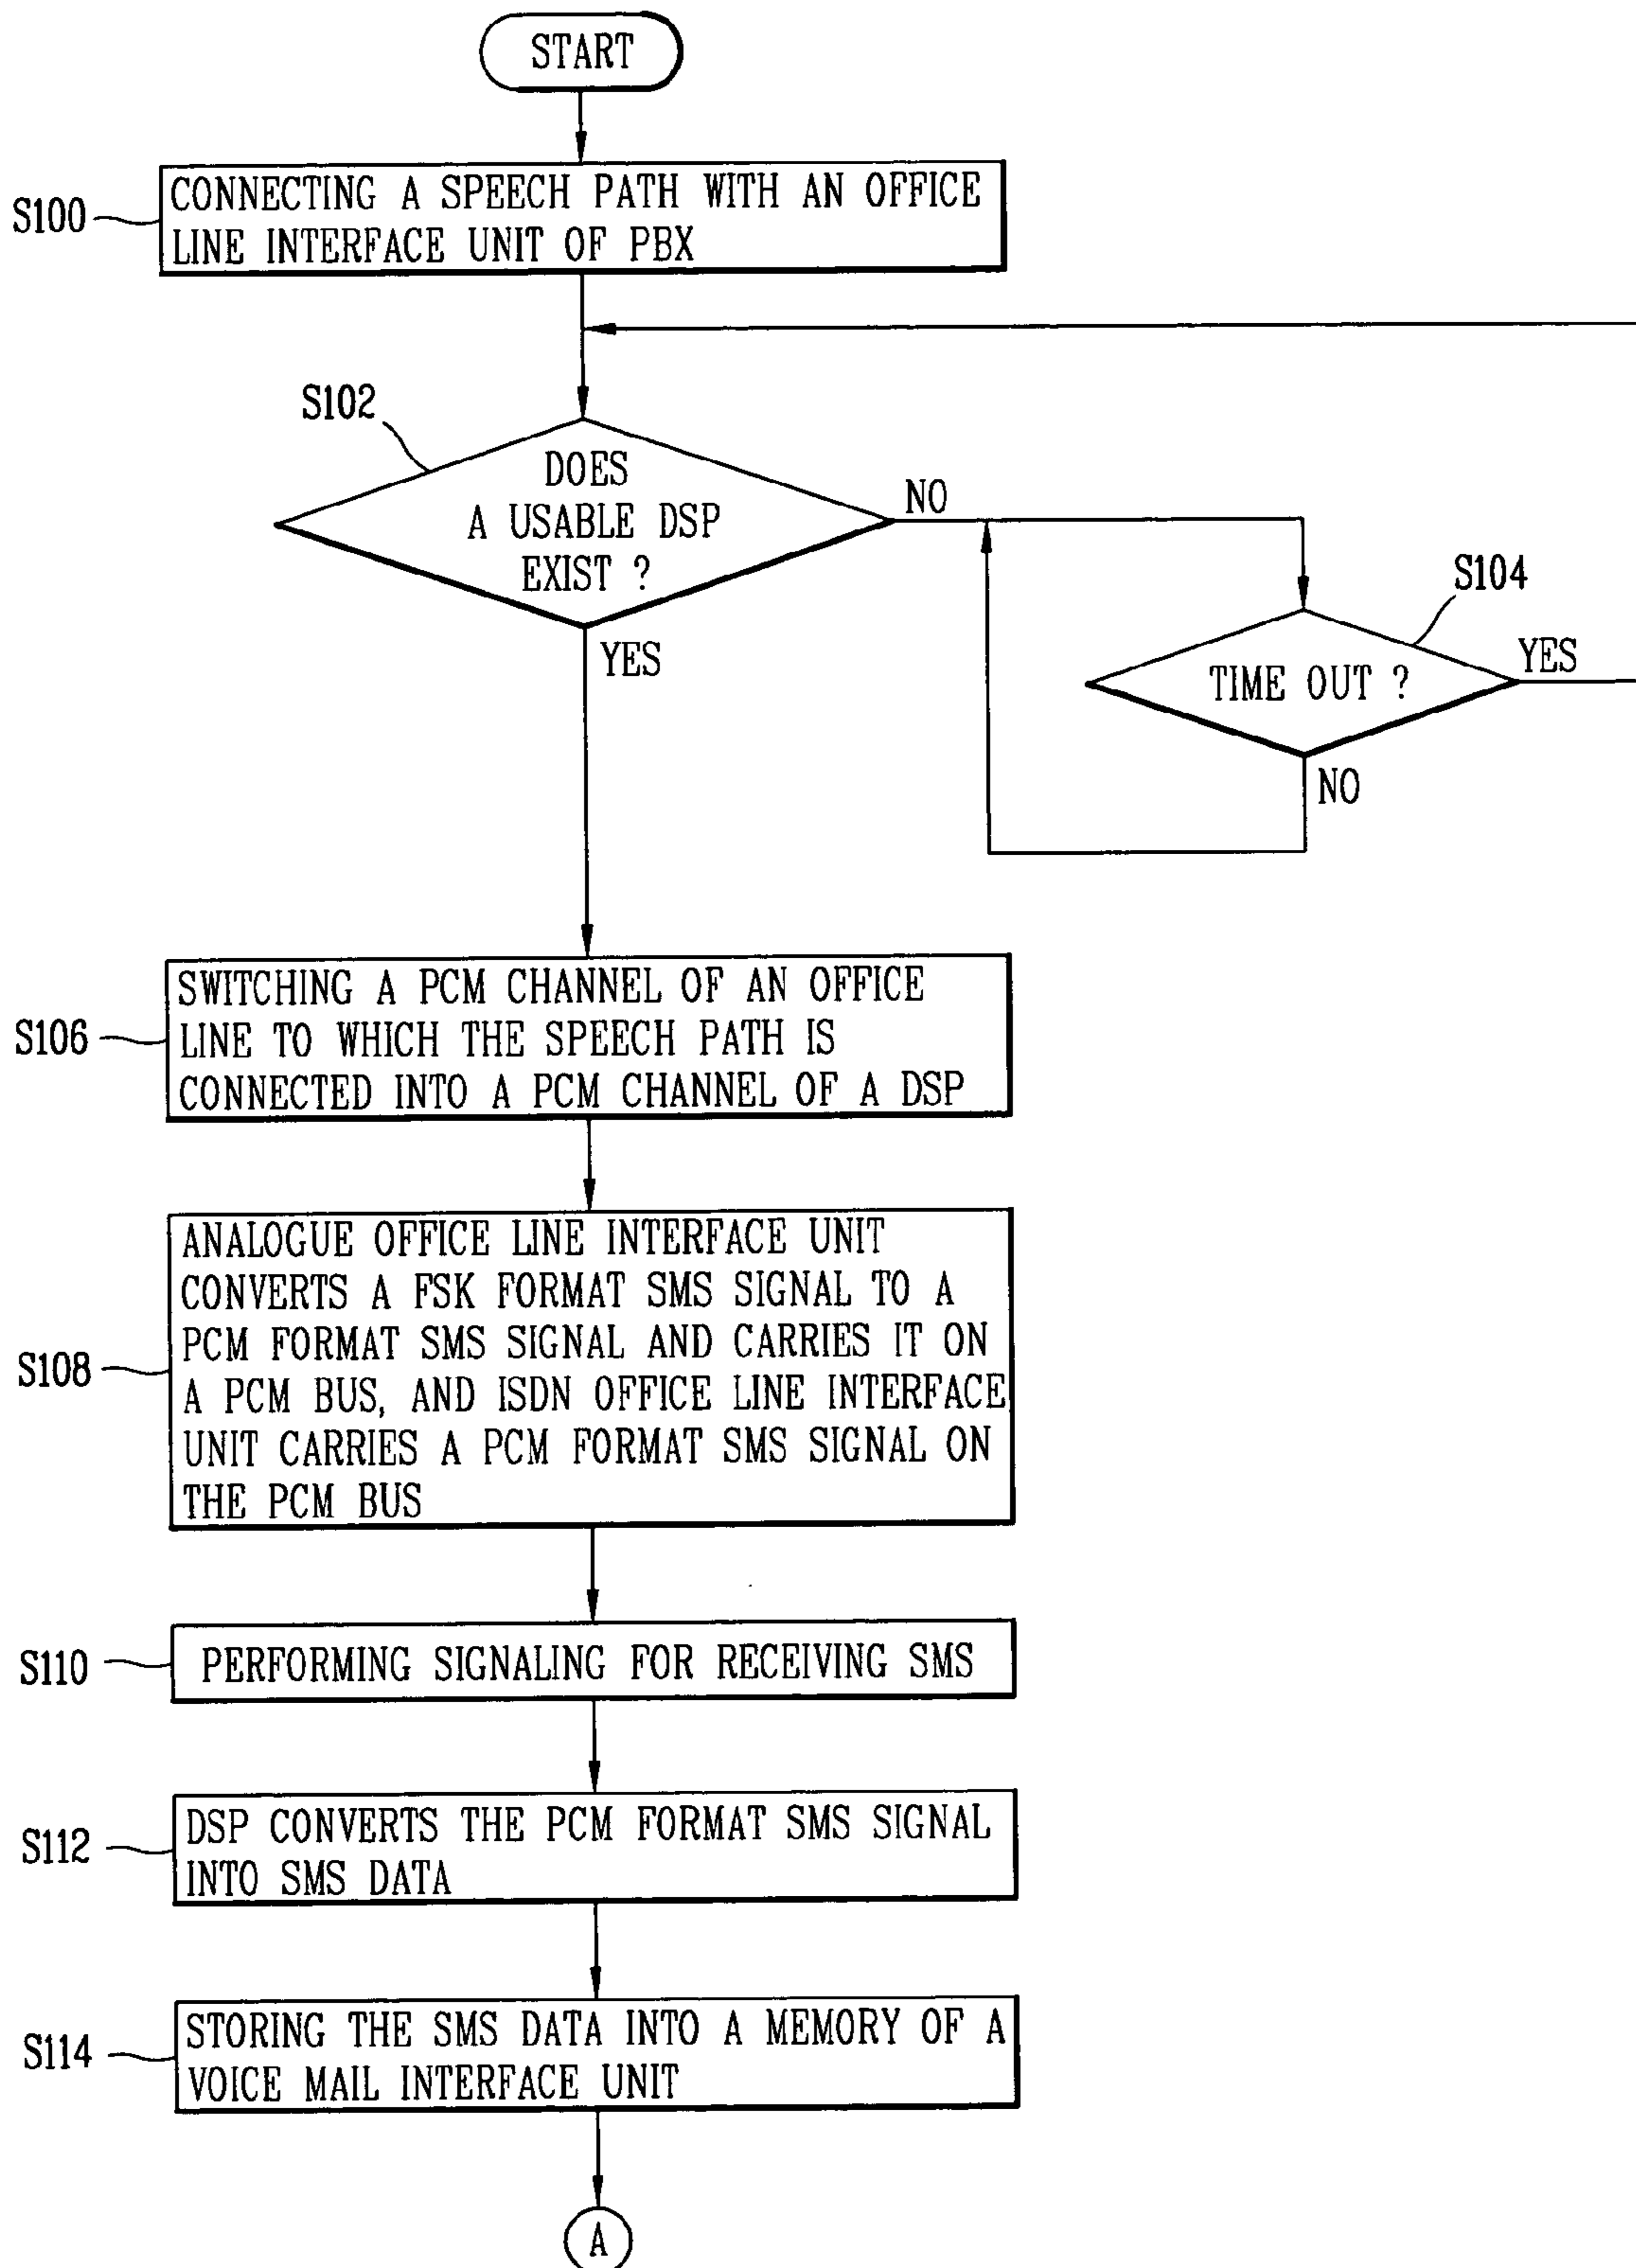 START
S100
CONNECTING A SPEECH PATH WITH AN OFFICE
LINE INTERFACE UNIT OF PBX
S102
DOES
A USABLE DSP
EXIST ?
NO
YES
S104
TIME OUT ?
YES
NO
S106
SWITCHING A PCM CHANNEL OF AN OFFICE
LINE TO WHICH THE SPEECH PATH IS
CONNECTED INTO A PCM CHANNEL OF A DSP
S108
ANALOGUE OFFICE LINE INTERFACE UNIT
CONVERTS A FSK FORMAT SMS SIGNAL TO A
PCM FORMAT SMS SIGNAL AND CARRIES IT ON
A PCM BUS, AND ISDN OFFICE LINE INTERFACE
UNIT CARRIES A PCM FORMAT SMS SIGNAL ON
THE PCM BUS
S110
PERFORMING SIGNALING FOR RECEIVING SMS
S112
DSP CONVERTS THE PCM FORMAT SMS SIGNAL
INTO SMS DATA
S114
STORING THE SMS DATA INTO A MEMORY OF A
VOICE MAIL INTERFACE UNIT
A